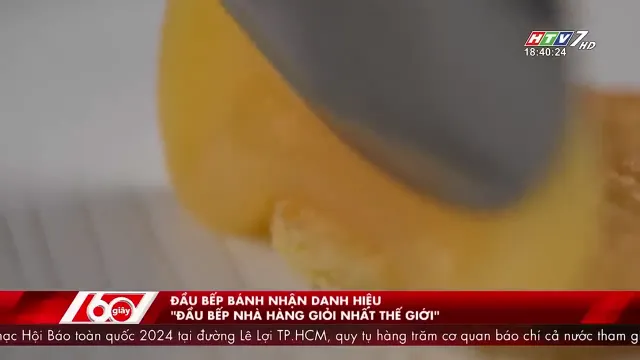 HTV7 HD
18:40:24
60 giây
ĐẦU BẾP BÁNH NHẬN DANH HIỆU
"ĐẦU BẾP NHÀ HÀNG GIỎI NHẤT THẾ GIỚI"
Hội Báo toàn quốc 2024 tại đường Lê Lợi TP.HCM, quy tụ hàng trăm cơ quan báo chí cả nước tham